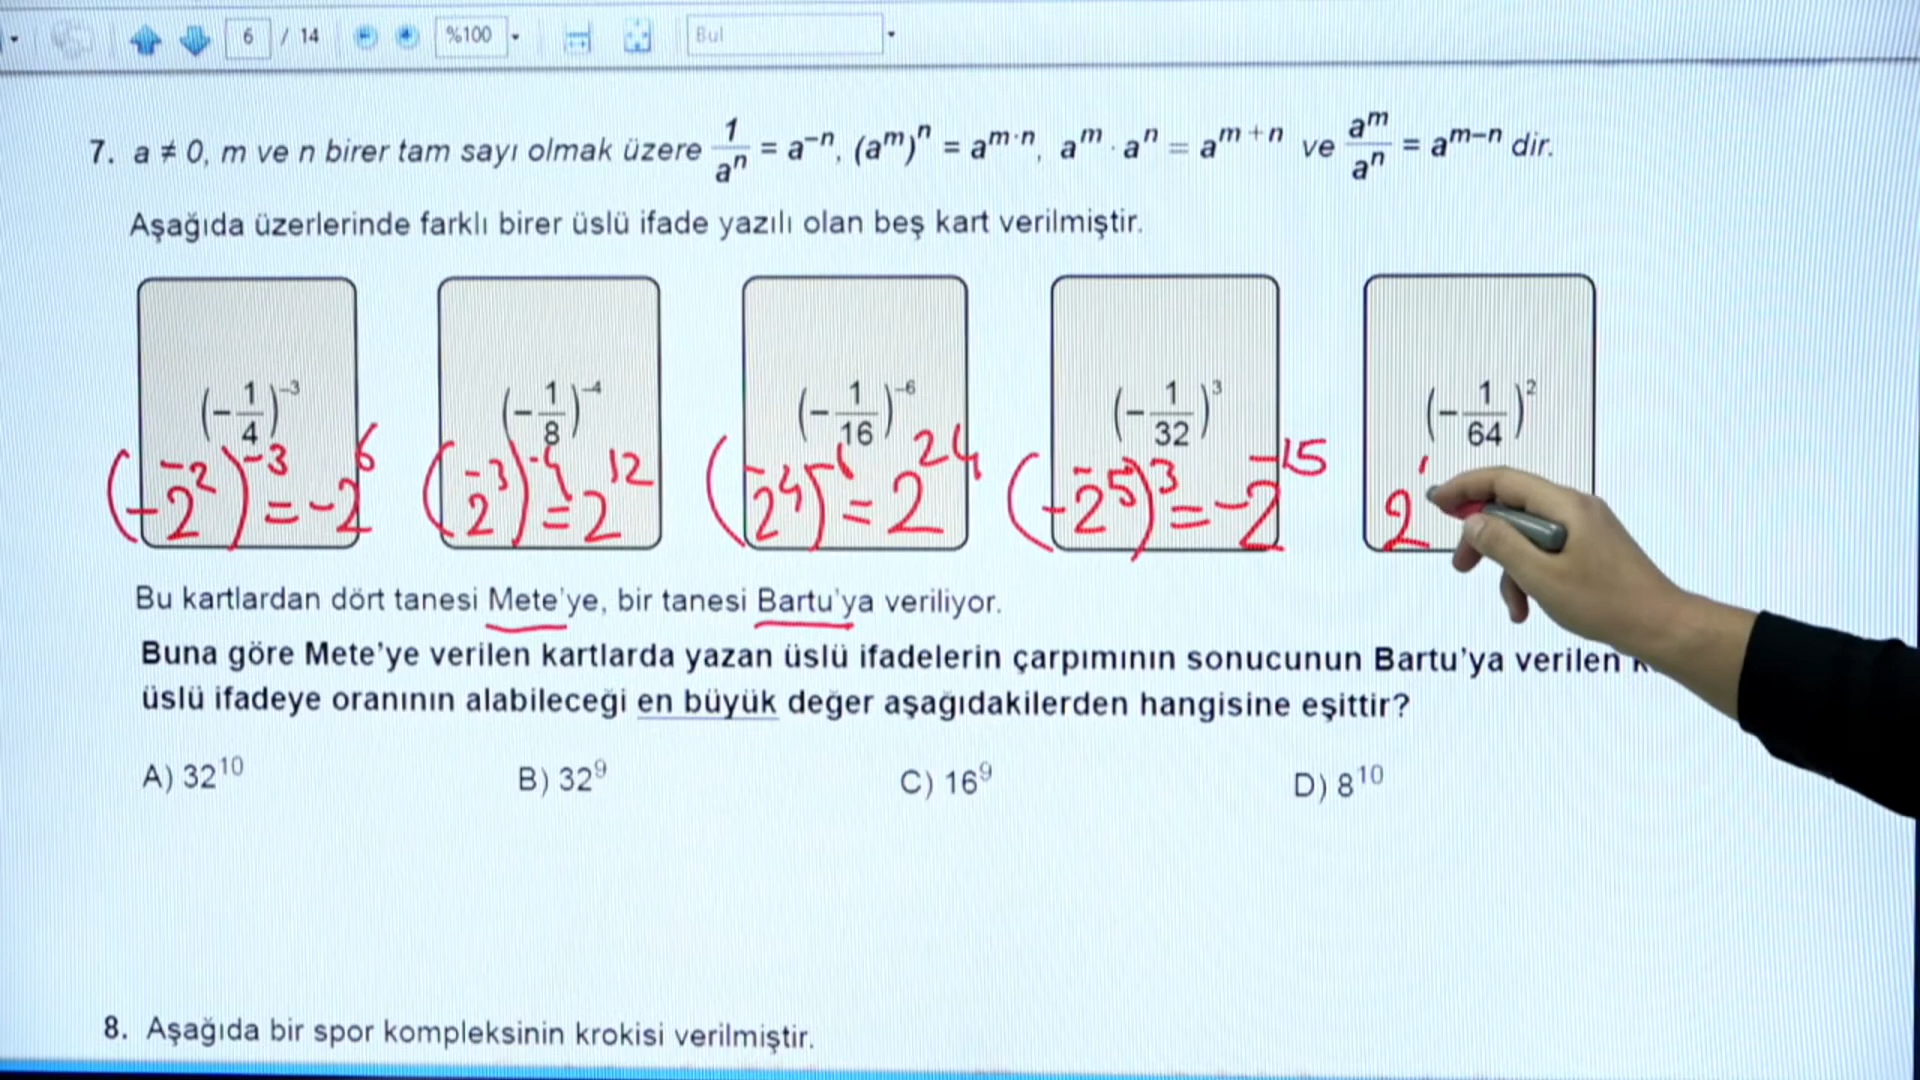 6 / 14 %100 Bul
7. a ≠ 0, m ve n birer tam sayı olmak üzere 1/aⁿ = a⁻ⁿ, (aᵐ)ⁿ = aᵐ·ⁿ, aᵐ · aⁿ = aᵐ⁺ⁿ ve aᵐ/aⁿ = aᵐ⁻ⁿ dir.
Aşağıda üzerlerinde farklı birer üslü ifade yazılı olan beş kart verilmiştir.
(-1/4)⁻³ (-1/8)⁻⁴ (-1/16)⁻⁶ (-1/32)³ (-1/64)²
(-2⁻²)⁻³ = -2⁶ (2⁻³)⁻⁴ = 2¹² (2⁻⁴)⁻⁶ = 2²⁴ (-2⁻⁵)³ = -2⁻¹⁵ 2
Bu kartlardan dört tanesi Mete'ye, bir tanesi Bartu'ya veriliyor.
Buna göre Mete'ye verilen kartlarda yazan üslü ifadelerin çarpımının sonucunun Bartu'ya verilen
üslü ifadeye oranının alabileceği en büyük değer aşağıdakilerden hangisine eşittir?
A) 32¹⁰ B) 32⁹ C) 16⁹ D) 8¹⁰
8. Aşağıda bir spor kompleksinin krokisi verilmiştir.